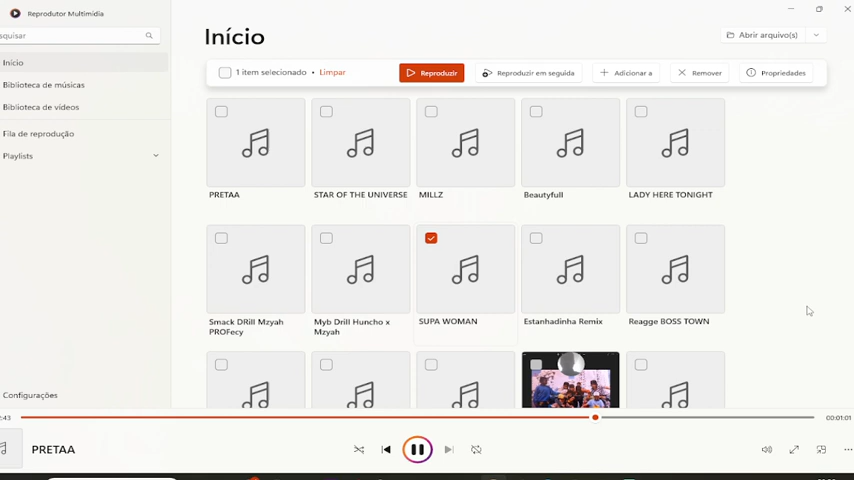 Reprodutor Multimídia
squisar
Início
Biblioteca de músicas
Biblioteca de vídeos
Fila de reprodução
Playlists
Configurações
Início
Abrir arquivo(s)
1 item selecionado • Limpar
Reproduzir
Reproduzir em seguida
Adicionar a
Remover
Propriedades
PRETAA
STAR OF THE UNIVERSE
MILLZ
Beautyfull
LADY HERE TONIGHT
Smack DRill Mzyah
PROFecy
Myb Drill Huncho x
Mzyah
SUPA WOMAN
Estanhadinha Remix
Reagge BOSS TOWN
:43
00:01:01
PRETAA